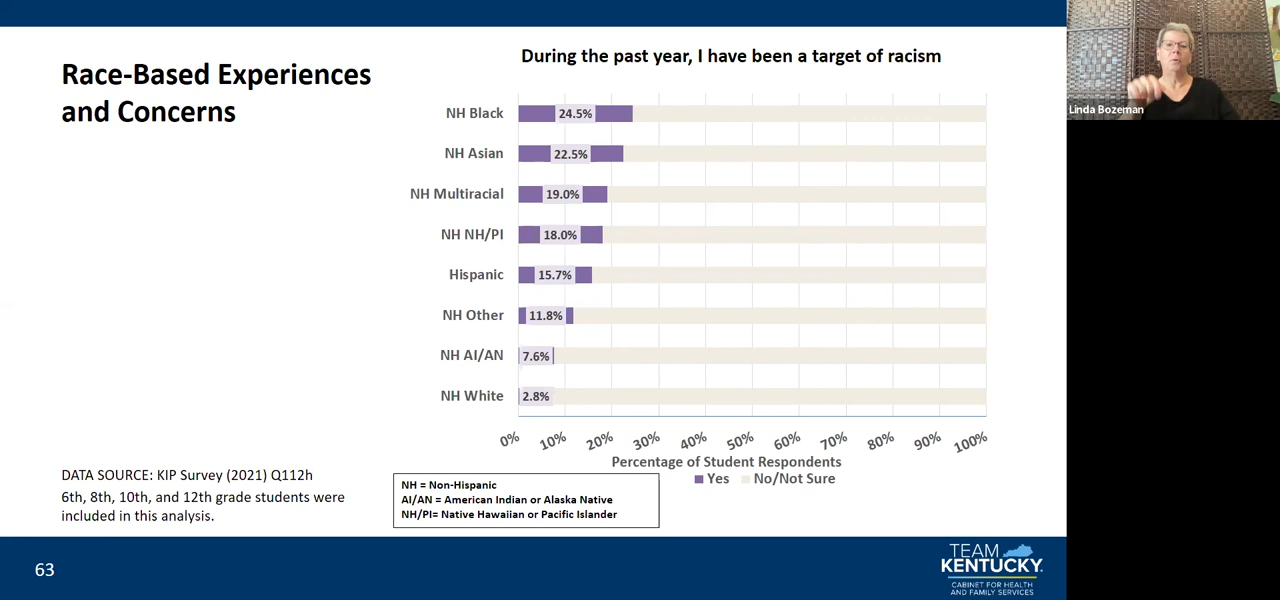 Race-Based Experiences
and Concerns
During the past year, I have been a target of racism
NH Black 24.5%
NH Asian 22.5%
NH Multiracial 19.0%
NH NH/PI 18.0%
Hispanic 15.7%
NH Other 11.8%
NH AI/AN 7.6%
NH White 2.8%
0% 10% 20% 30% 40% 50% 60% 70% 80% 90% 100%
Percentage of Student Respondents
Yes No/Not Sure
DATA SOURCE: KIP Survey (2021) Q112h
6th, 8th, 10th, and 12th grade students were
included in this analysis.
NH = Non-Hispanic
AI/AN = American Indian or Alaska Native
NH/PI= Native Hawaiian or Pacific Islander
63
TEAM
KENTUCKY.
CABINET FOR HEALTH
AND FAMILY SERVICES
Linda Bozeman